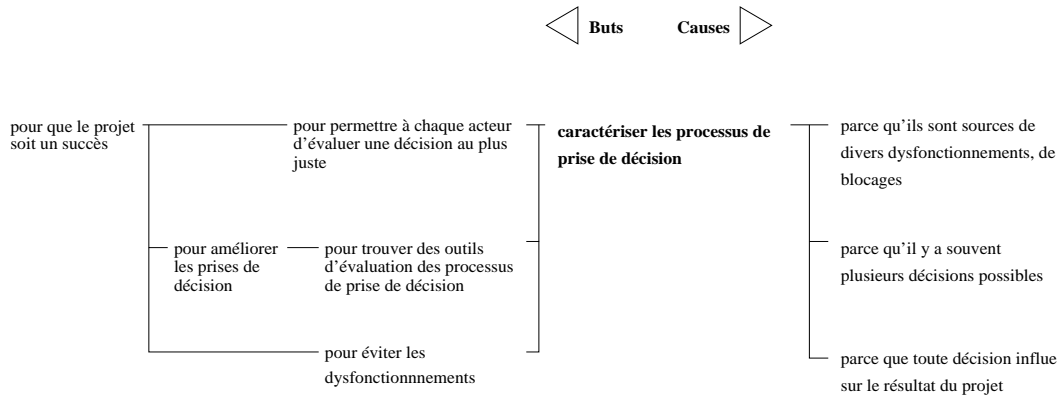 Buts
Causes
pour que le projet
soit un succès
pour permettre à chaque acteur
d'évaluer une décision au plus
juste
caractériser les processus de
prise de décision
parce qu'ils sont sources de
divers dysfonctionnements, de
blocages
pour améliorer
les prises de
décision
pour trouver des outils
d'évaluation des processus
de prise de décision
parce qu'il y a souvent
plusieurs décisions possibles
pour éviter les
dysfonctionnnements
parce que toute décision influe
sur le résultat du projet